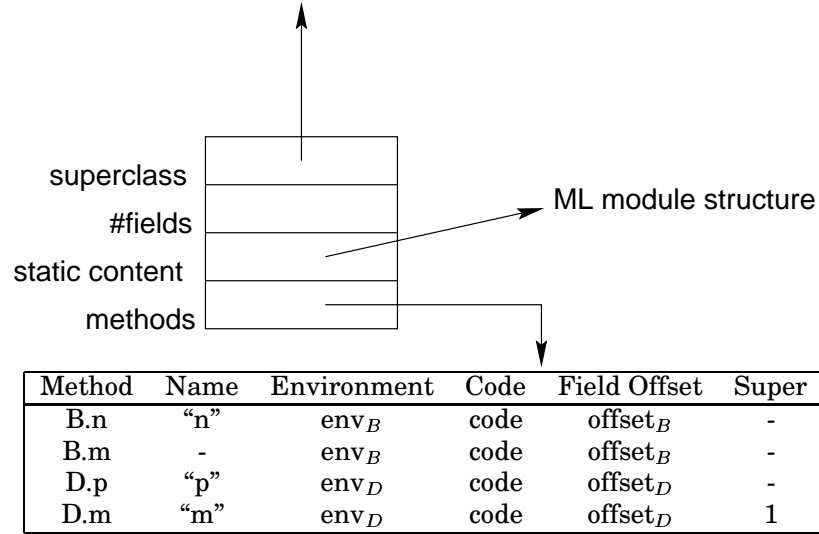 superclass
#fields
static content
methods
ML module structure
Method Name Environment Code Field Offset Super
B.n “n” env_B code offset_B -
B.m - env_B code offset_B -
D.p “p” env_D code offset_D -
D.m “m” env_D code offset_D 1